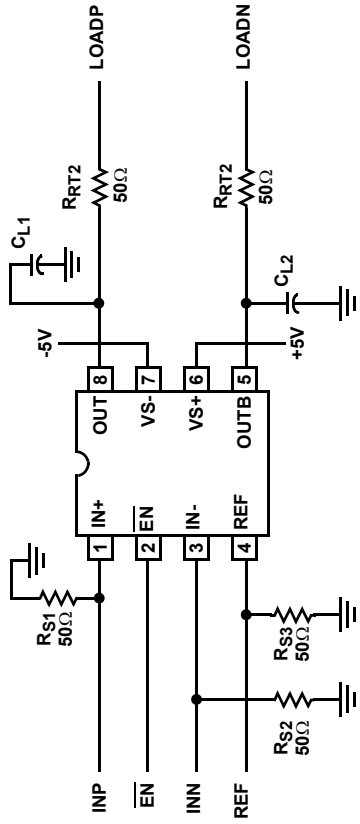 INP
EN
INN
REF
RS1
50Ω
RS2
50Ω
RS3
50Ω
1
2
3
4
IN+
EN
IN-
REF
OUT
VS-
VS+
OUTB
8
7
6
5
-5V
+5V
CL1
CL2
RRT2
50Ω
RRT2
50Ω
LOADP
LOADN